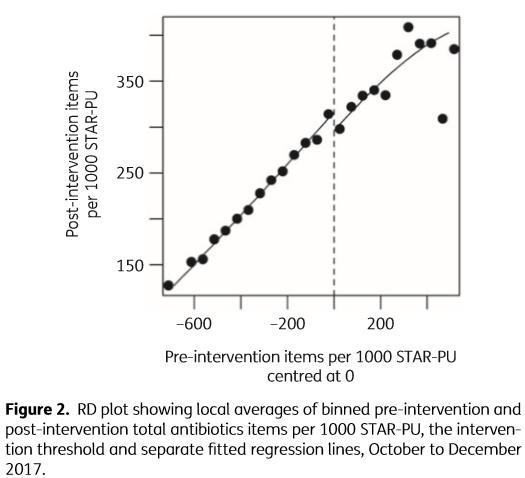 Post-intervention items
per 1000 STAR-PU
350
250
150
−600
−200
200
Pre-intervention items per 1000 STAR-PU
centred at 0
Figure 2. RD plot showing local averages of binned pre-intervention and
post-intervention total antibiotics items per 1000 STAR-PU, the interven-
tion threshold and separate fitted regression lines, October to December
2017.